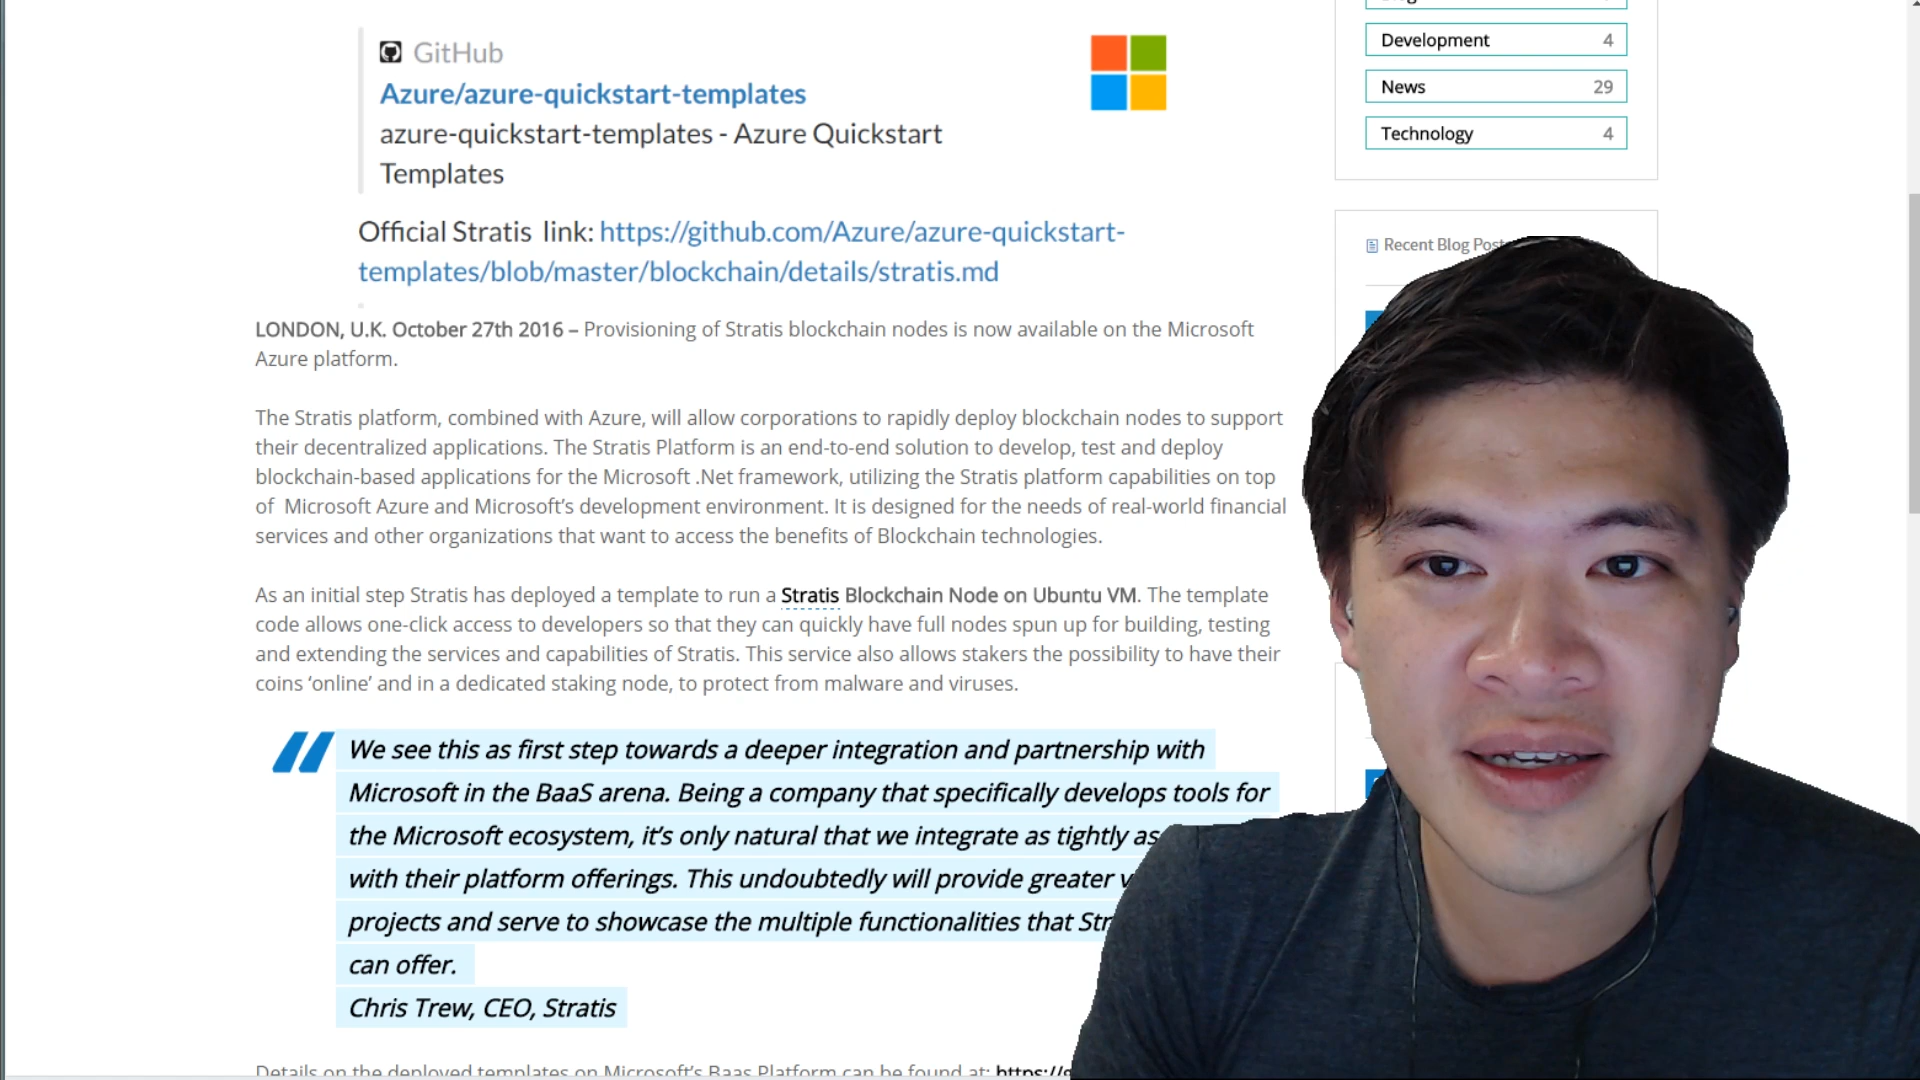 GitHub
Azure/azure-quickstart-templates
azure-quickstart-templates - Azure Quickstart
Templates
Official Stratis link: https://github.com/Azure/azure-quickstart-
templates/blob/master/blockchain/details/stratis.md
LONDON, U.K. October 27th 2016 – Provisioning of Stratis blockchain nodes is now available on the Microsoft
Azure platform.
The Stratis platform, combined with Azure, will allow corporations to rapidly deploy blockchain nodes to support
their decentralized applications. The Stratis Platform is an end-to-end solution to develop, test and deploy
blockchain-based applications for the Microsoft .Net framework, utilizing the Stratis platform capabilities on top
of Microsoft Azure and Microsoft’s development environment. It is designed for the needs of real-world financial
services and other organizations that want to access the benefits of Blockchain technologies.
As an initial step Stratis has deployed a template to run a Stratis Blockchain Node on Ubuntu VM. The template
code allows one-click access to developers so that they can quickly have full nodes spun up for building, testing
and extending the services and capabilities of Stratis. This service also allows stakers the possibility to have their
coins ‘online’ and in a dedicated staking node, to protect from malware and viruses.
We see this as first step towards a deeper integration and partnership with
Microsoft in the BaaS arena. Being a company that specifically develops tools for
the Microsoft ecosystem, it’s only natural that we integrate as tightly as
with their platform offerings. This undoubtedly will provide greater
projects and serve to showcase the multiple functionalities that
can offer.
Chris Trew, CEO, Stratis
Details on the deployed templates on Microsoft’s Baas Platform can be found at:
Development 4
News 29
Technology 4
Recent Blog